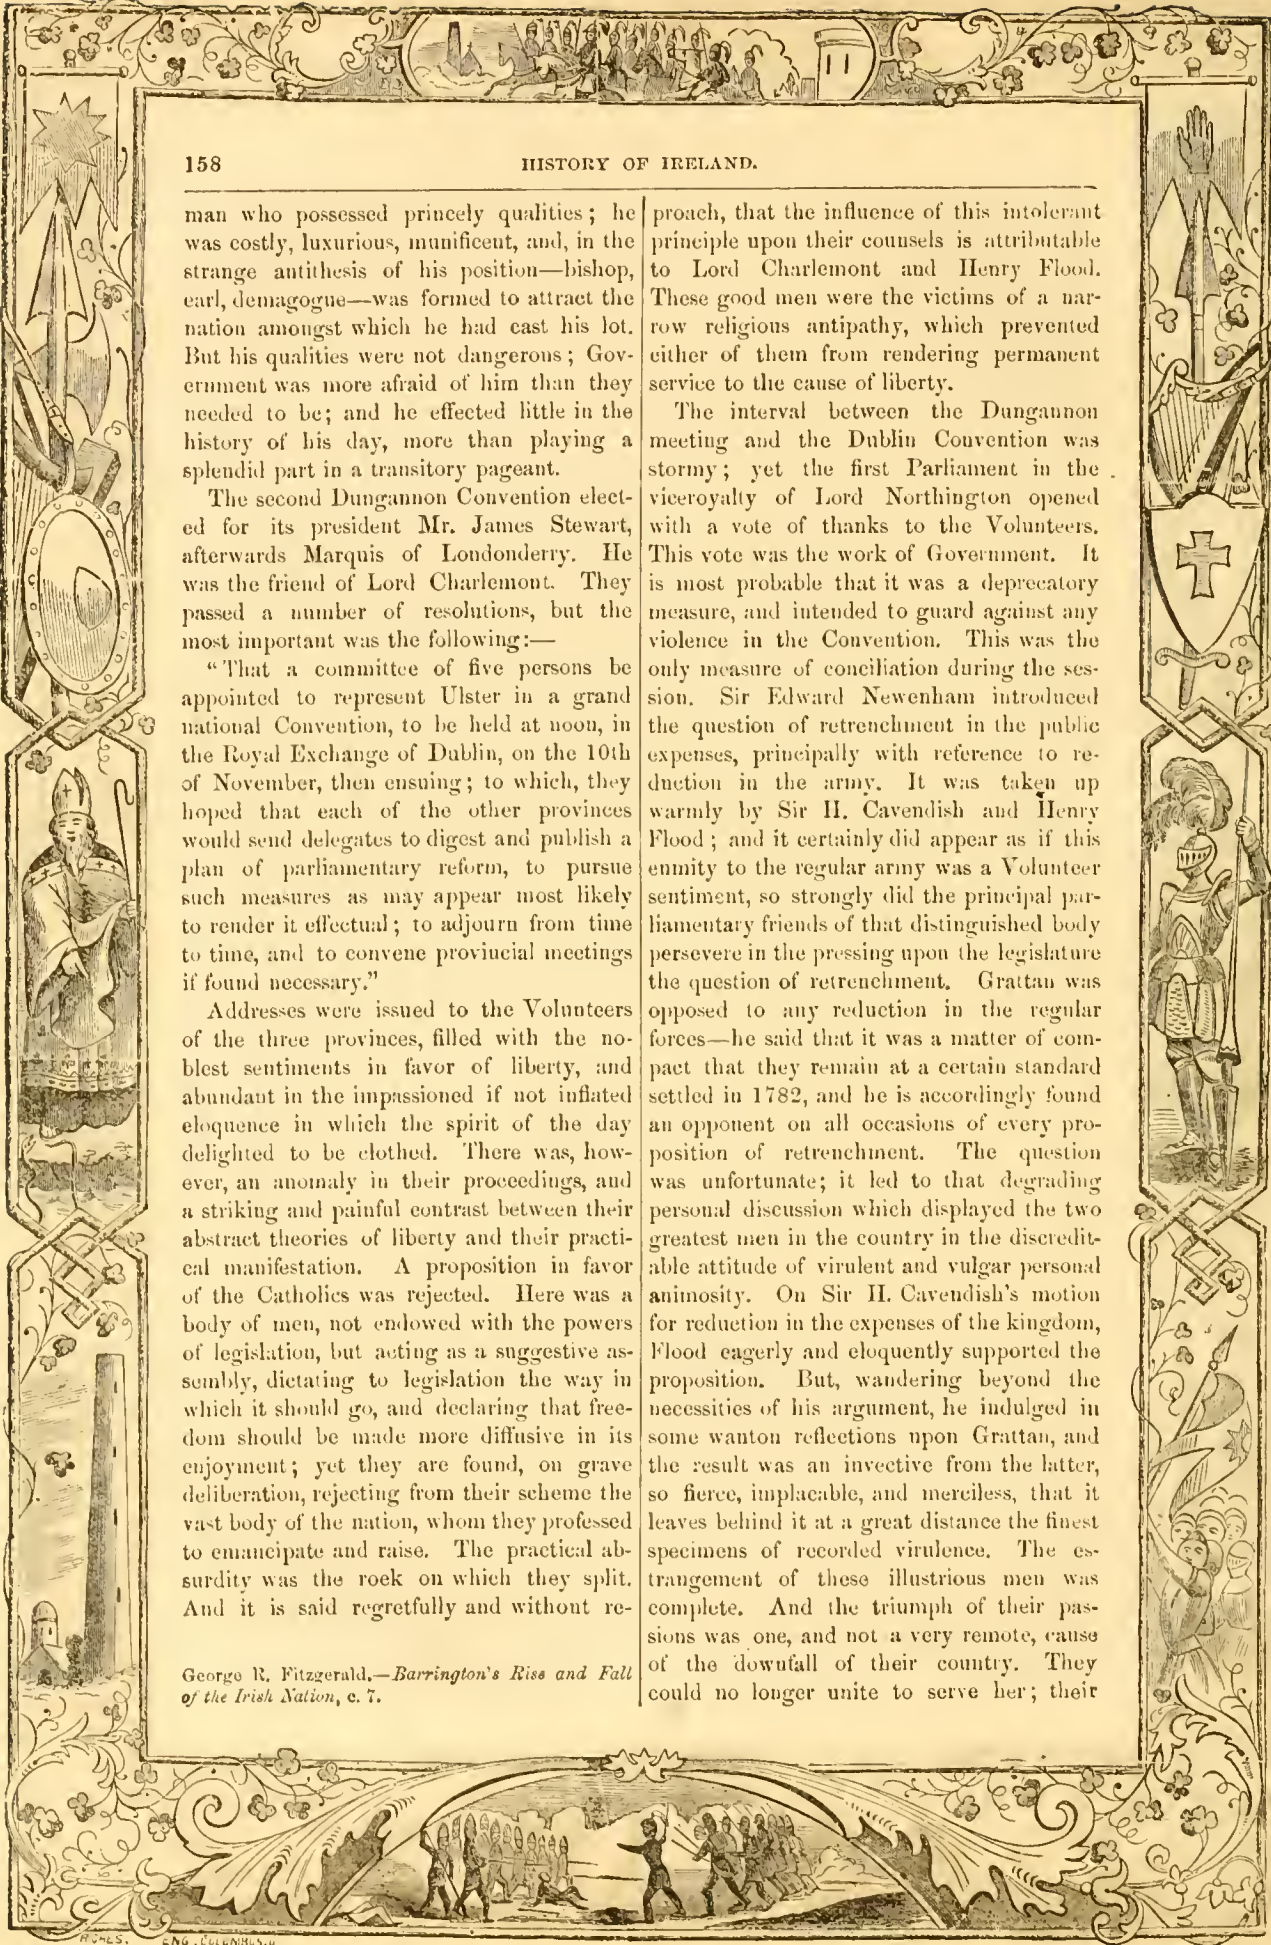 158
HISTORY OF IRELAND.
man who possessed princely qualities; he
was costly, luxurious, munificent, and, in the
strange antithesis of his position—bishop,
earl, demagogue—was formed to attract the
nation amongst which he had cast his lot.
But his qualities were not dangerous; Gov-
ernment was more afraid of him than they
needed to be; and he effected little in the
history of his day, more than playing a
splendid part in a transitory pageant.
The second Dungannon Convention elect-
ed for its president Mr. James Stewart,
afterwards Marquis of Londonderry. He
was the friend of Lord Charlemont. They
passed a number of resolutions, but the
most important was the following:—
"That a committee of five persons be
appointed to represent Ulster in a grand
national Convention, to be held at noon, in
the Royal Exchange of Dublin, on the 10th
of November, then ensuing; to which, they
hoped that each of the other provinces
would send delegates to digest and publish a
plan of parliamentary reform, to pursue
such measures as may appear most likely
to render it effectual; to adjourn from time
to time, and to convene provincial meetings
if found necessary."
Addresses were issued to the Volunteers
of the three provinces, filled with the no-
blest sentiments in favor of liberty, and
abundant in the impassioned if not inflated
eloquence in which the spirit of the day
delighted to be clothed. There was, how-
ever, an anomaly in their proceedings, and
a striking and painful contrast between their
abstract theories of liberty and their practi-
cal manifestation. A proposition in favor
of the Catholics was rejected. Here was a
body of men, not endowed with the powers
of legislation, but acting as a suggestive as-
sembly, dictating to legislation the way in
which it should go, and declaring that free-
dom should be made more diffusive in its
enjoyment; yet they are found, on grave
deliberation, rejecting from their scheme the
vast body of the nation, whom they professed
to emancipate and raise. The practical ab-
surdity was the rock on which they split.
And it is said regretfully and without re-
George R. Fitzgerald.—Barrington's Rise and Fall
of the Irish Nation, c. 7.
proach, that the influence of this intolerant
principle upon their counsels is attributable
to Lord Charlemont and Henry Flood.
These good men were the victims of a nar-
row religious antipathy, which prevented
either of them from rendering permanent
service to the cause of liberty.
The interval between the Dungannon
meeting and the Dublin Convention was
stormy; yet the first Parliament in the
viceroyalty of Lord Northington opened
with a vote of thanks to the Volunteers.
This vote was the work of Government. It
is most probable that it was a deprecatory
measure, and intended to guard against any
violence in the Convention. This was the
only measure of conciliation during the ses-
sion. Sir Edward Newenham introduced
the question of retrenchment in the public
expenses, principally with reference to re-
duction in the army. It was taken up
warmly by Sir H. Cavendish and Henry
Flood; and it certainly did appear as if this
enmity to the regular army was a Volunteer
sentiment, so strongly did the principal par-
liamentary friends of that distinguished body
persevere in the pressing upon the legislature
the question of retrenchment. Grattan was
opposed to any reduction in the regular
forces—he said that it was a matter of com-
pact that they remain at a certain standard
settled in 1782, and he is accordingly found
an opponent on all occasions of every pro-
position of retrenchment. The question
was unfortunate; it led to that degrading
personal discussion which displayed the two
greatest men in the country in the discredit-
able attitude of virulent and vulgar personal
animosity. On Sir H. Cavendish's motion
for reduction in the expenses of the kingdom,
Flood eagerly and eloquently supported the
proposition. But, wandering beyond the
necessities of his argument, he indulged in
some wanton reflections upon Grattan, and
the result was an invective from the latter,
so fierce, implacable, and merciless, that it
leaves behind it at a great distance the finest
specimens of recorded virulence. The es-
trangement of these illustrious men was
complete. And the triumph of their pas-
sions was one, and not a very remote, cause
of the downfall of their country. They
could no longer unite to serve her; their